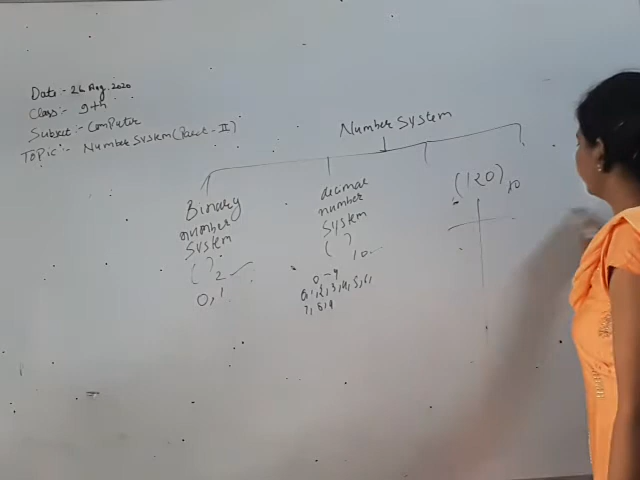 Date:- 26 Aug. 2020
Class:- 9th
Subject:- Computer
Topic:- Number System (Part-II)
Number System
Binary
number
System
( )2
0, 1
decimal
number
System
( )10
0-9
0,1,2,3,4,5,6,
7,8,9
(120)10